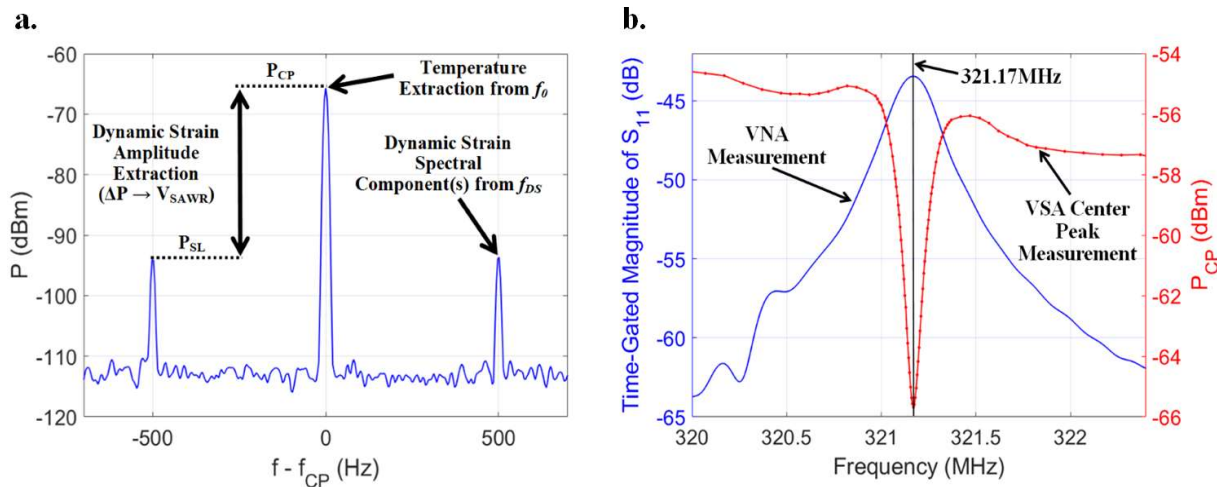 a.
-60
-70
-80
-90
-100
-110
-120
P (dBm)
-500
0
500
f - f_CP (Hz)
P_CP
P_SL
Temperature
Extraction from f_0
Dynamic Strain
Amplitude
Extraction
(ΔP → V_SAWR)
Dynamic Strain
Spectral
Component(s) from f_DS
b.
Time-Gated Magnitude of S_11 (dB)
-45
-50
-55
-60
-65
320
320.5
321
321.5
322
Frequency (MHz)
-54
-56
-58
-60
-62
-64
-66
P_CP (dBm)
321.17MHz
VNA
Measurement
VSA Center
Peak
Measurement